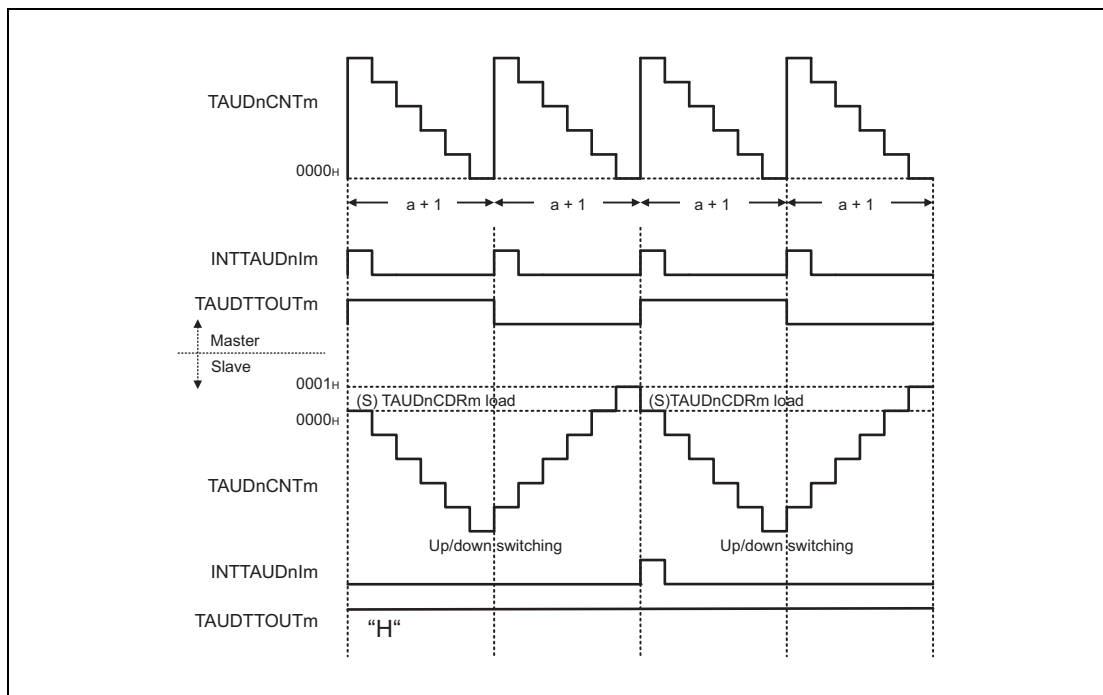 TAUDnCNTm
0000H
a + 1 a + 1 a + 1 a + 1
INTTAUDnIm
TAUDTTOUTm
Master
Slave
0001H
(S) TAUDnCDRm load (S)TAUDnCDRm load
0000H
TAUDnCNTm
Up/down switching Up/down switching
INTTAUDnIm
TAUDTTOUTm
“H“